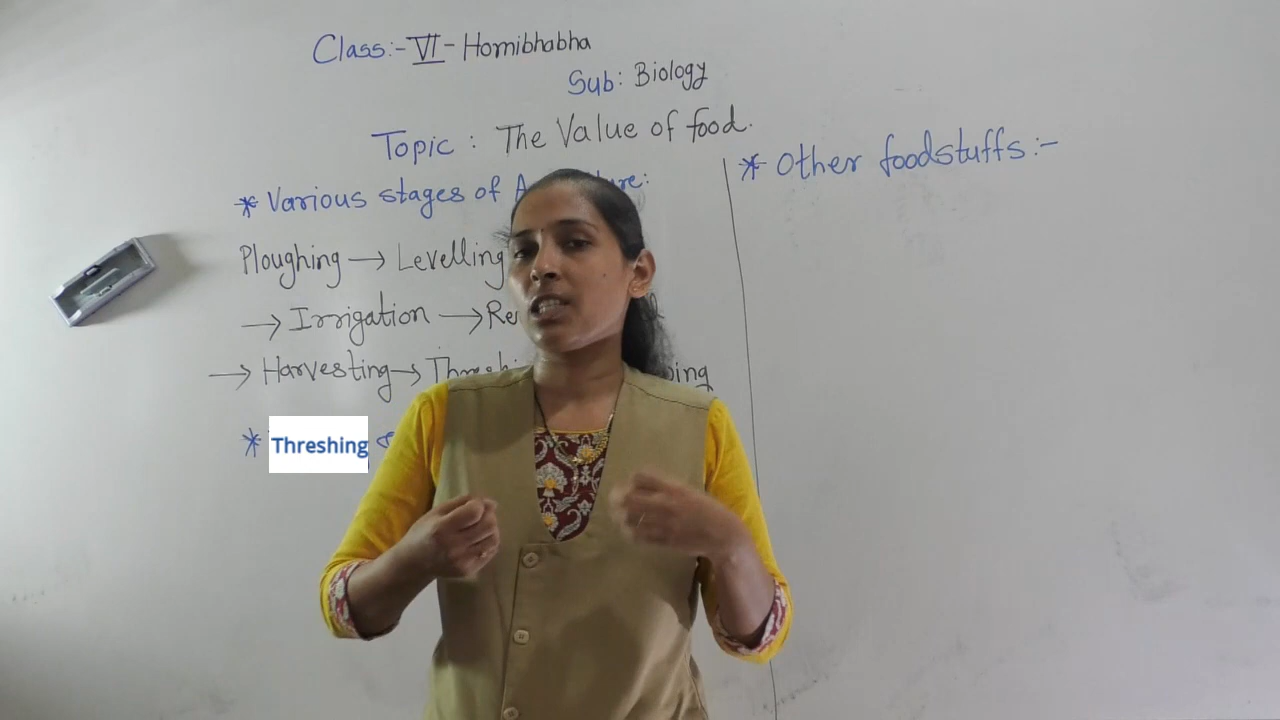 Class:- VI - Homibhabha
Sub: Biology
Topic : The Value of food.
* Various stages of
Ploughing → Levelling
→ Irrigation →
→ Harvesting →
* Threshing &
* Other foodstuffs :-